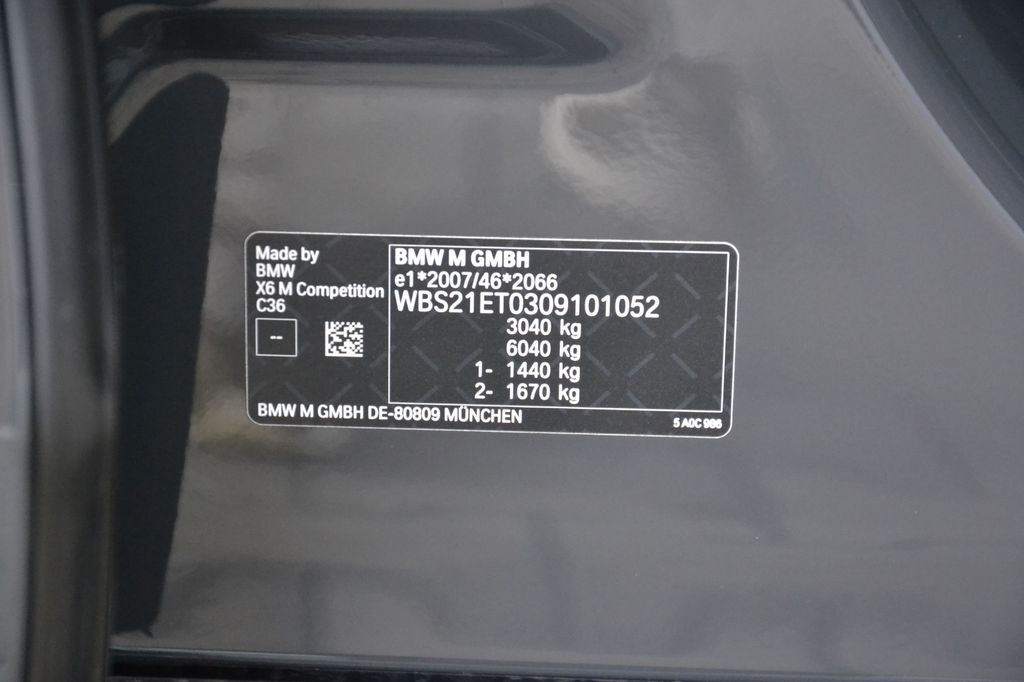 Made by
BMW
X6 M Competition
C36
--
BMW M GMBH
e1*2007/46*2066
WBS21ET0309101052
3040 kg
6040 kg
1- 1440 kg
2- 1670 kg
BMW M GMBH DE-80809 MÜNCHEN
5 A0C 986